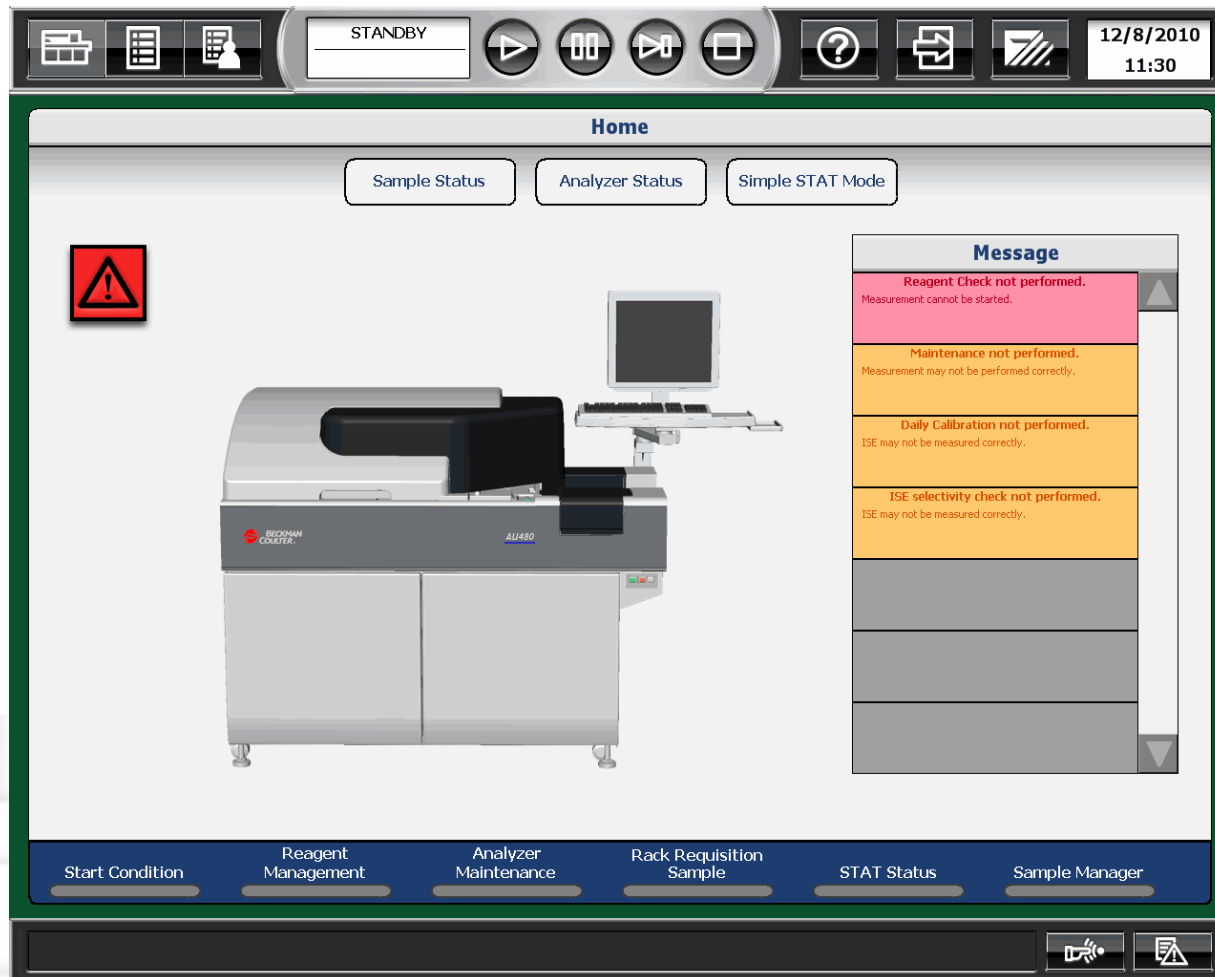 STANDBY
12/8/2010
11:30
Home
Sample Status
Analyzer Status
Simple STAT Mode
Message
Reagent Check not performed.
Measurement cannot be started.
Maintenance not performed.
Measurement may not be performed correctly.
Daily Calibration not performed.
ISE may not be measured correctly.
ISE selectivity check not performed.
ISE may not be measured correctly.
BECKMAN
COULTER.
AU480
Start Condition
Reagent
Management
Analyzer
Maintenance
Rack Requisition
Sample
STAT Status
Sample Manager